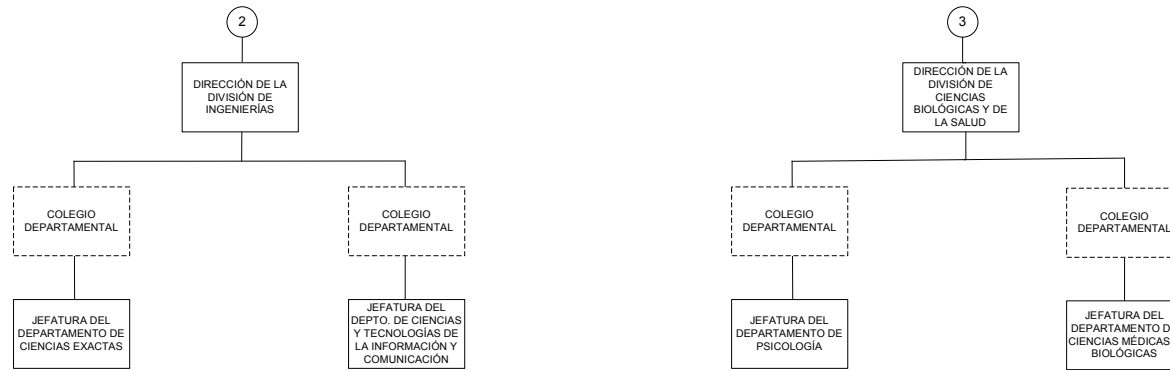 2
DIRECCIÓN DE LA
DIVISIÓN DE
INGENIERÍAS
COLEGIO
DEPARTAMENTAL
COLEGIO
DEPARTAMENTAL
JEFATURA DEL
DEPARTAMENTO DE
CIENCIAS EXACTAS
JEFATURA DEL
DEPTO. DE CIENCIAS
Y TECNOLOGÍAS DE
LA INFORMACIÓN Y
COMUNICACIÓN
3
DIRECCIÓN DE LA
DIVISIÓN DE
CIENCIAS
BIOLÓGICAS Y DE
LA SALUD
COLEGIO
DEPARTAMENTAL
COLEGIO
DEPARTAMENTAL
JEFATURA DEL
DEPARTAMENTO DE
PSICOLOGÍA
JEFATURA DEL
DEPARTAMENTO D
CIENCIAS MÉDICAS
BIOLÓGICAS